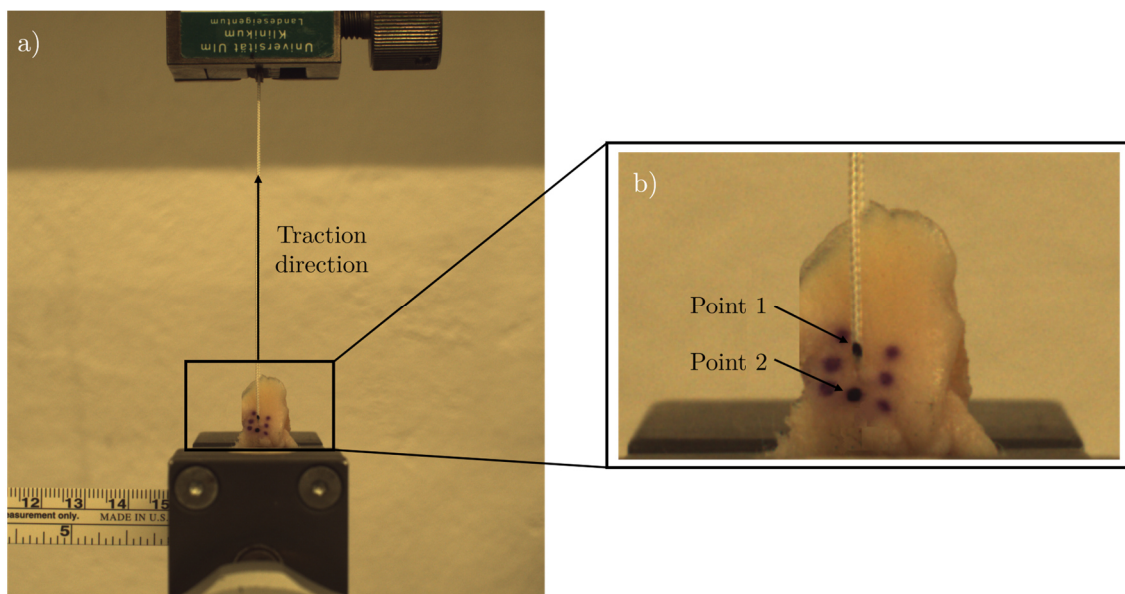 a)
Universität Ulm
Klinikum
Landeseigentum
Traction
direction
12 13 14 15
easurement only. MADE IN U.S.
5
b)
Point 1
Point 2